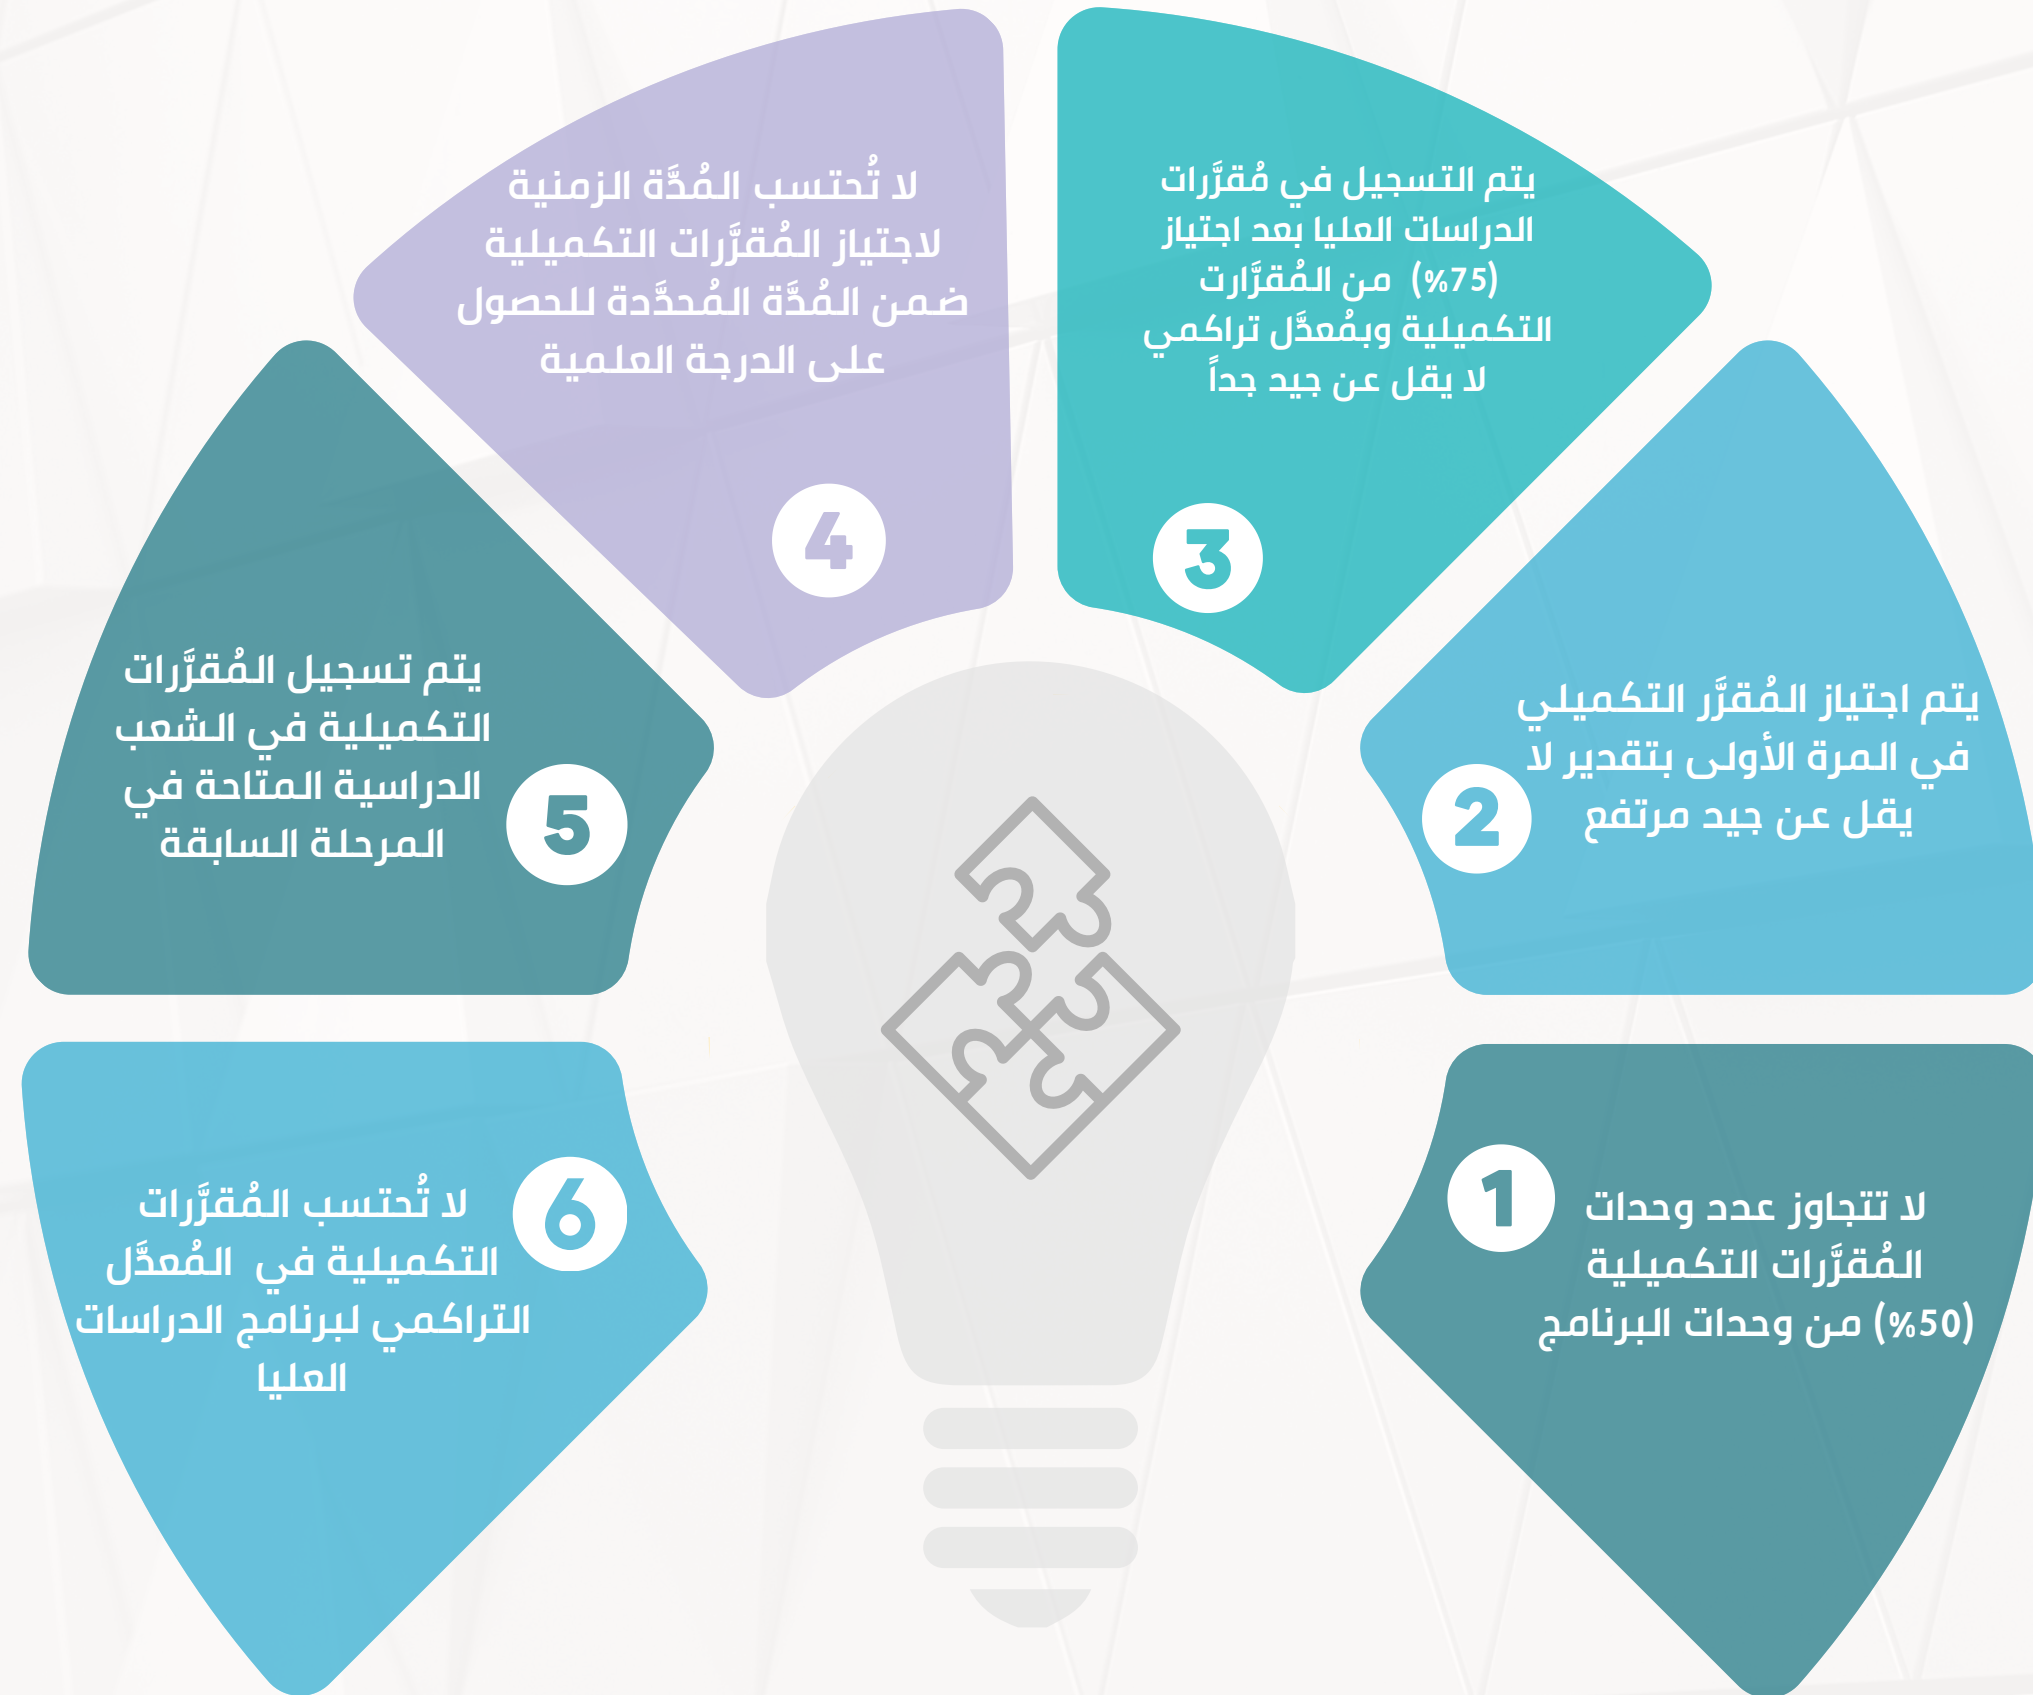 1
لا تتجاوز عدد وحدات
المُقرَّرات التكميلية
(50%) من وحدات البرنامج
2
يتم اجتياز المُقرَّر التكميلي
في المرة الأولى بتقدير لا
يقل عن جيد مرتفع
3
يتم التسجيل في مُقرَّرات
الدراسات العليا بعد اجتياز
(75%) من المُقرَّارت
التكميلية وبمُعدَّل تراكمي
لا يقل عن جيد جداً
4
لا تُحتسب المُدَّة الزمنية
لاجتياز المُقرَّرات التكميلية
ضمن المُدَّة المُحدَّدة للحصول
على الدرجة العلمية
5
يتم تسجيل المُقرَّرات
التكميلية في الشعب
الدراسية المتاحة في
المرحلة السابقة
6
لا تُحتسب المُقرَّرات
التكميلية في المُعدَّل
التراكمي لبرنامج الدراسات
العليا